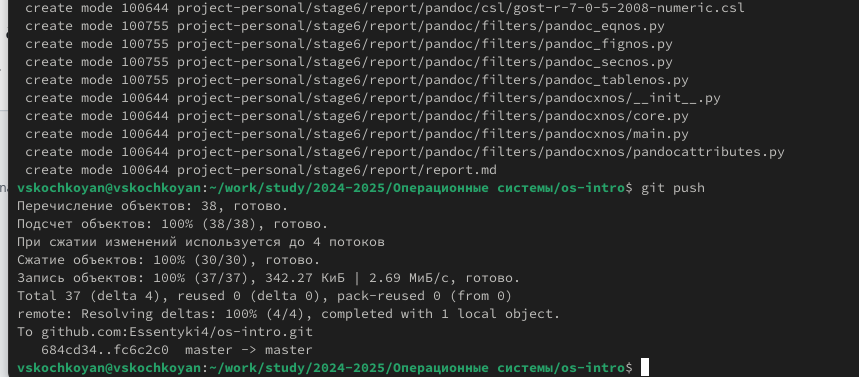 create mode 100644 project-personal/stage6/report/pandoc/csl/gost-r-7-0-5-2008-numeric.csl
create mode 100755 project-personal/stage6/report/pandoc/filters/pandoc_eqnos.py
create mode 100755 project-personal/stage6/report/pandoc/filters/pandoc_fignos.py
create mode 100755 project-personal/stage6/report/pandoc/filters/pandoc_secnos.py
create mode 100755 project-personal/stage6/report/pandoc/filters/pandoc_tablenos.py
create mode 100644 project-personal/stage6/report/pandoc/filters/pandocxnos/__init__.py
create mode 100644 project-personal/stage6/report/pandoc/filters/pandocxnos/core.py
create mode 100644 project-personal/stage6/report/pandoc/filters/pandocxnos/main.py
create mode 100644 project-personal/stage6/report/pandoc/filters/pandocxnos/pandocattributes.py
create mode 100644 project-personal/stage6/report/report.md
vskochkoyan@vskochkoyan:~/work/study/2024-2025/Операционные системы/os-intro$ git push
Перечисление объектов: 38, готово.
Подсчет объектов: 100% (38/38), готово.
При сжатии изменений используется до 4 потоков
Сжатие объектов: 100% (30/30), готово.
Запись объектов: 100% (37/37), 342.27 КиБ | 2.69 МиБ/с, готово.
Total 37 (delta 4), reused 0 (delta 0), pack-reused 0 (from 0)
remote: Resolving deltas: 100% (4/4), completed with 1 local object.
To github.com:Essentyki4/os-intro.git
684cd34..fc6c2c0 master -> master
vskochkoyan@vskochkoyan:~/work/study/2024-2025/Операционные системы/os-intro$